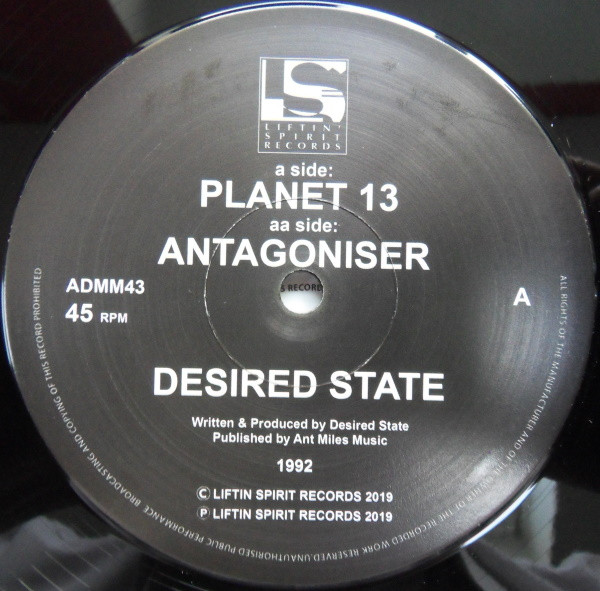 LS
LIFTIN'
SPIRIT
RECORDS
a side:
PLANET 13
aa side:
ANTAGONISER
S RECORD
ADMM43
45 RPM
A
DESIRED STATE
Written & Produced by Desired State
Published by Ant Miles Music
1992
© LIFTIN SPIRIT RECORDS 2019
℗ LIFTIN SPIRIT RECORDS 2019
ALL RIGHTS OF THE MANUFACTURER AND OF THE OWNER OF THE RECORDED WORK RESERVED.UNAUTHORISED PUBLIC PERFORMANCE BROADCASTING AND COPYING OF THIS RECORD PROHIBITED